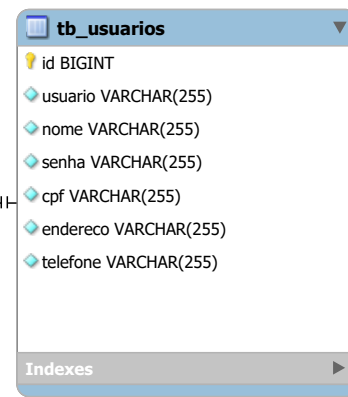 tb_usuarios
id BIGINT
usuario VARCHAR(255)
nome VARCHAR(255)
senha VARCHAR(255)
cpf VARCHAR(255)
endereco VARCHAR(255)
telefone VARCHAR(255)
Indexes